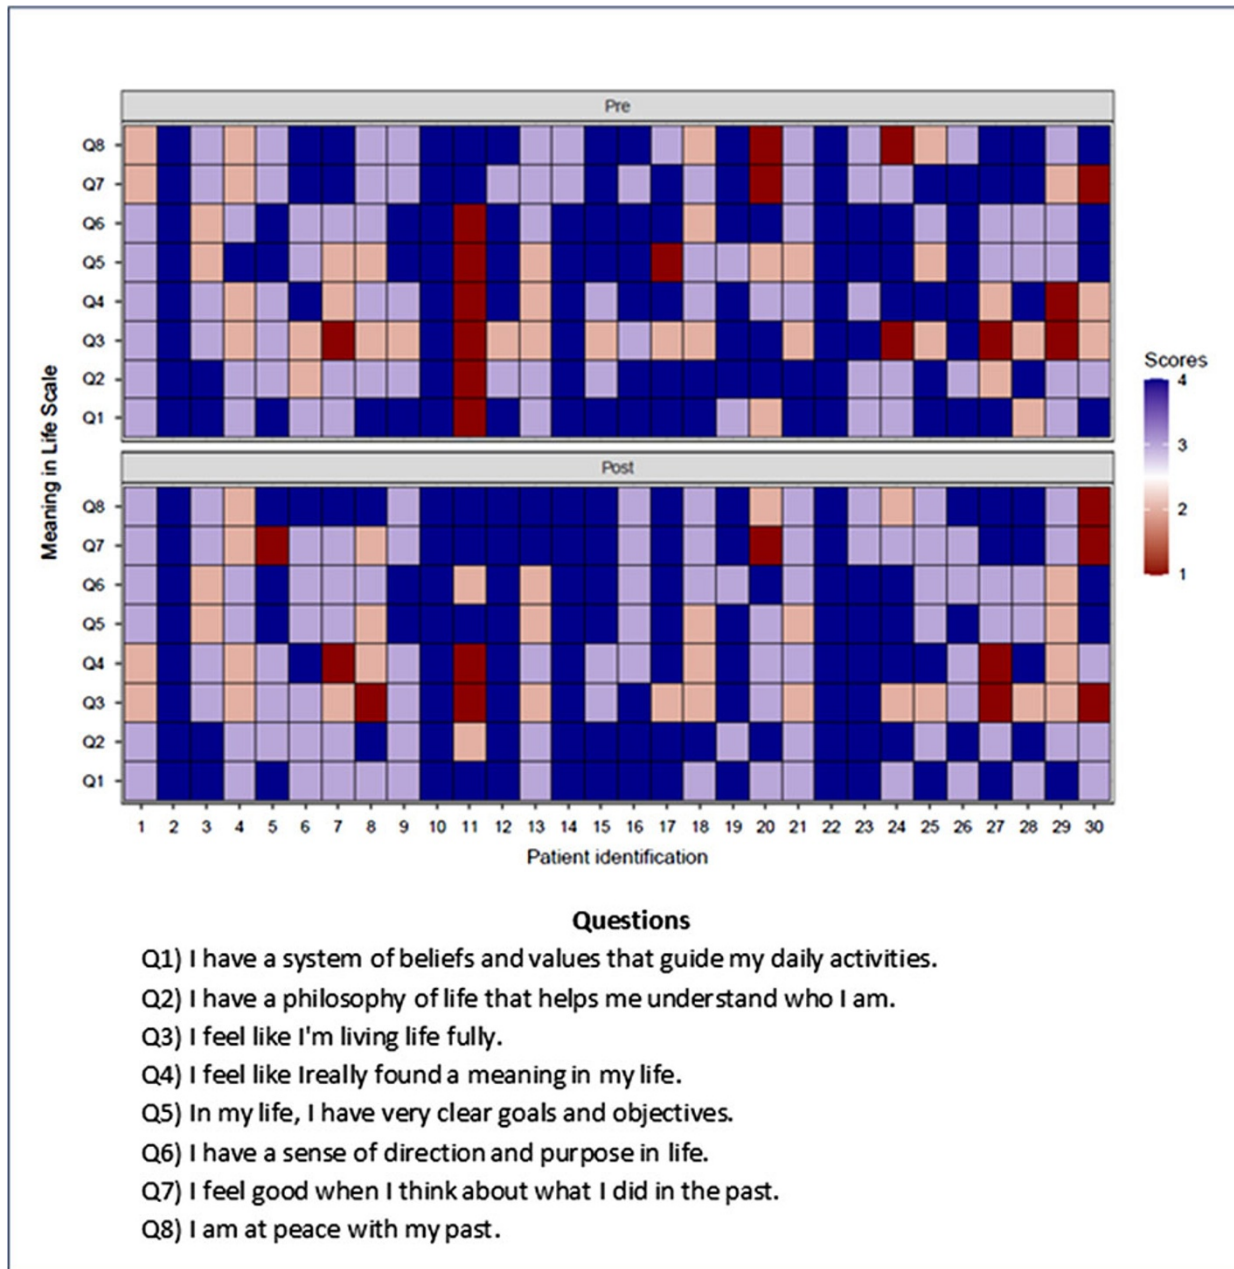 Pre
Q8
Q7
Q6
Q5
Q4
Q3
Q2
Q1
Meaning in Life Scale
Scores
4
3
2
1
Post
Q8
Q7
Q6
Q5
Q4
Q3
Q2
Q1
1 2 3 4 5 6 7 8 9 10 11 12 13 14 15 16 17 18 19 20 21 22 23 24 25 26 27 28 29 30
Patient identification
Questions
Q1) I have a system of beliefs and values that guide my daily activities.
Q2) I have a philosophy of life that helps me understand who I am.
Q3) I feel like I'm living life fully.
Q4) I feel like Ireally found a meaning in my life.
Q5) In my life, I have very clear goals and objectives.
Q6) I have a sense of direction and purpose in life.
Q7) I feel good when I think about what I did in the past.
Q8) I am at peace with my past.